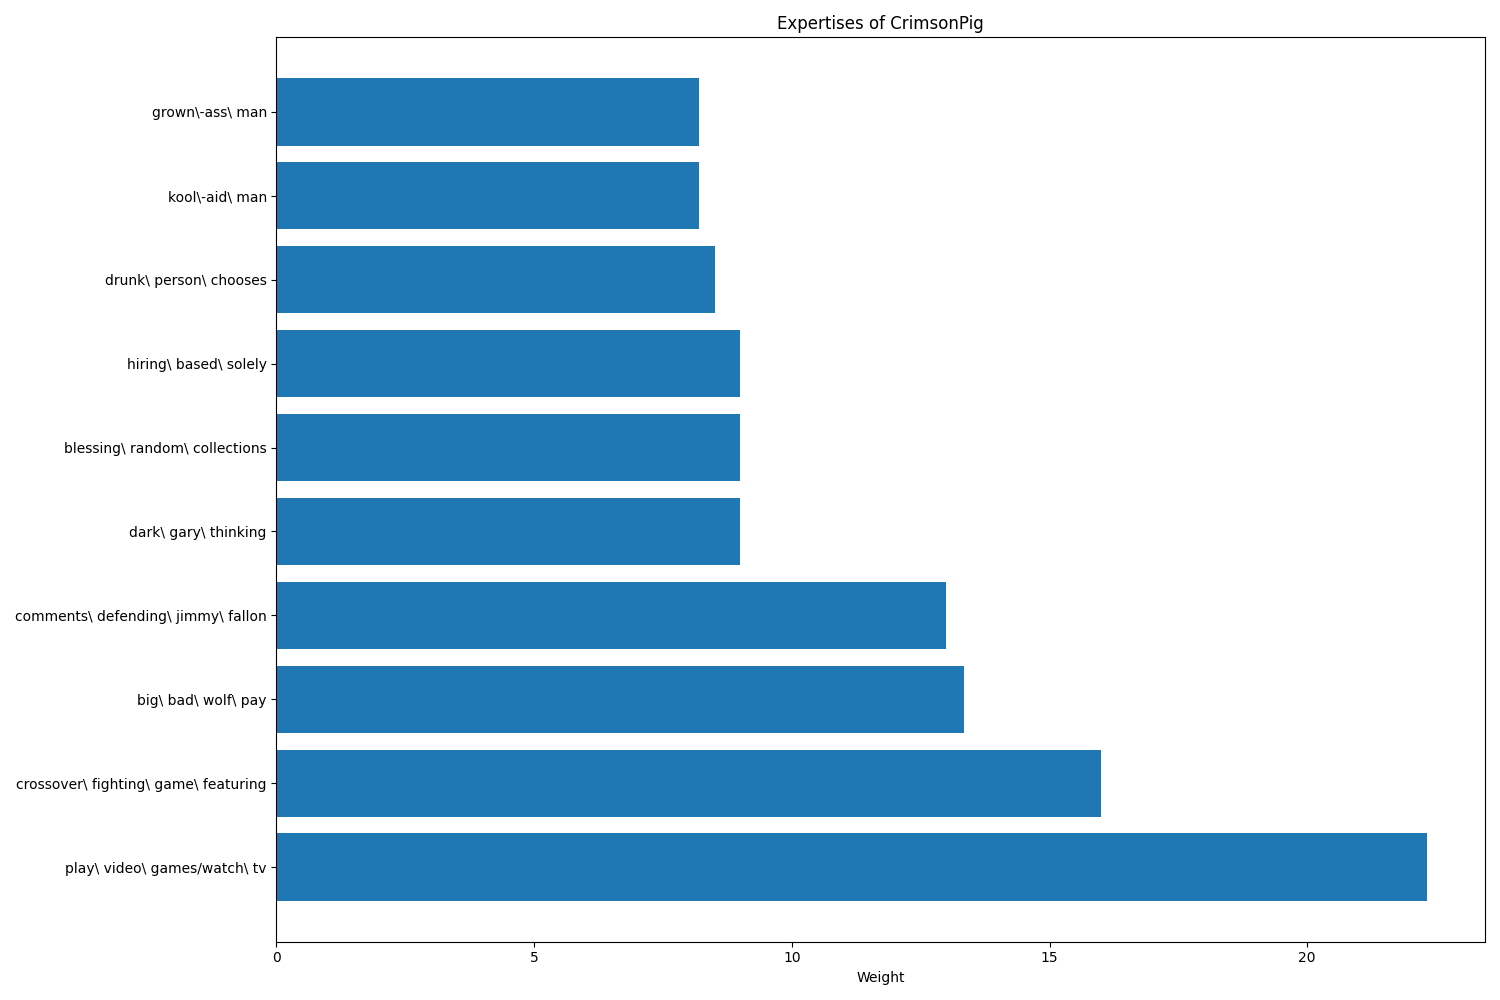 Expertises of CrimsonPig
grown\-ass\ man
kool\-aid\ man
drunk\ person\ chooses
hiring\ based\ solely
blessing\ random\ collections
dark\ gary\ thinking
comments\ defending\ jimmy\ fallon
big\ bad\ wolf\ pay
crossover\ fighting\ game\ featuring
play\ video\ games/watch\ tv
0 5 10 15 20
Weight